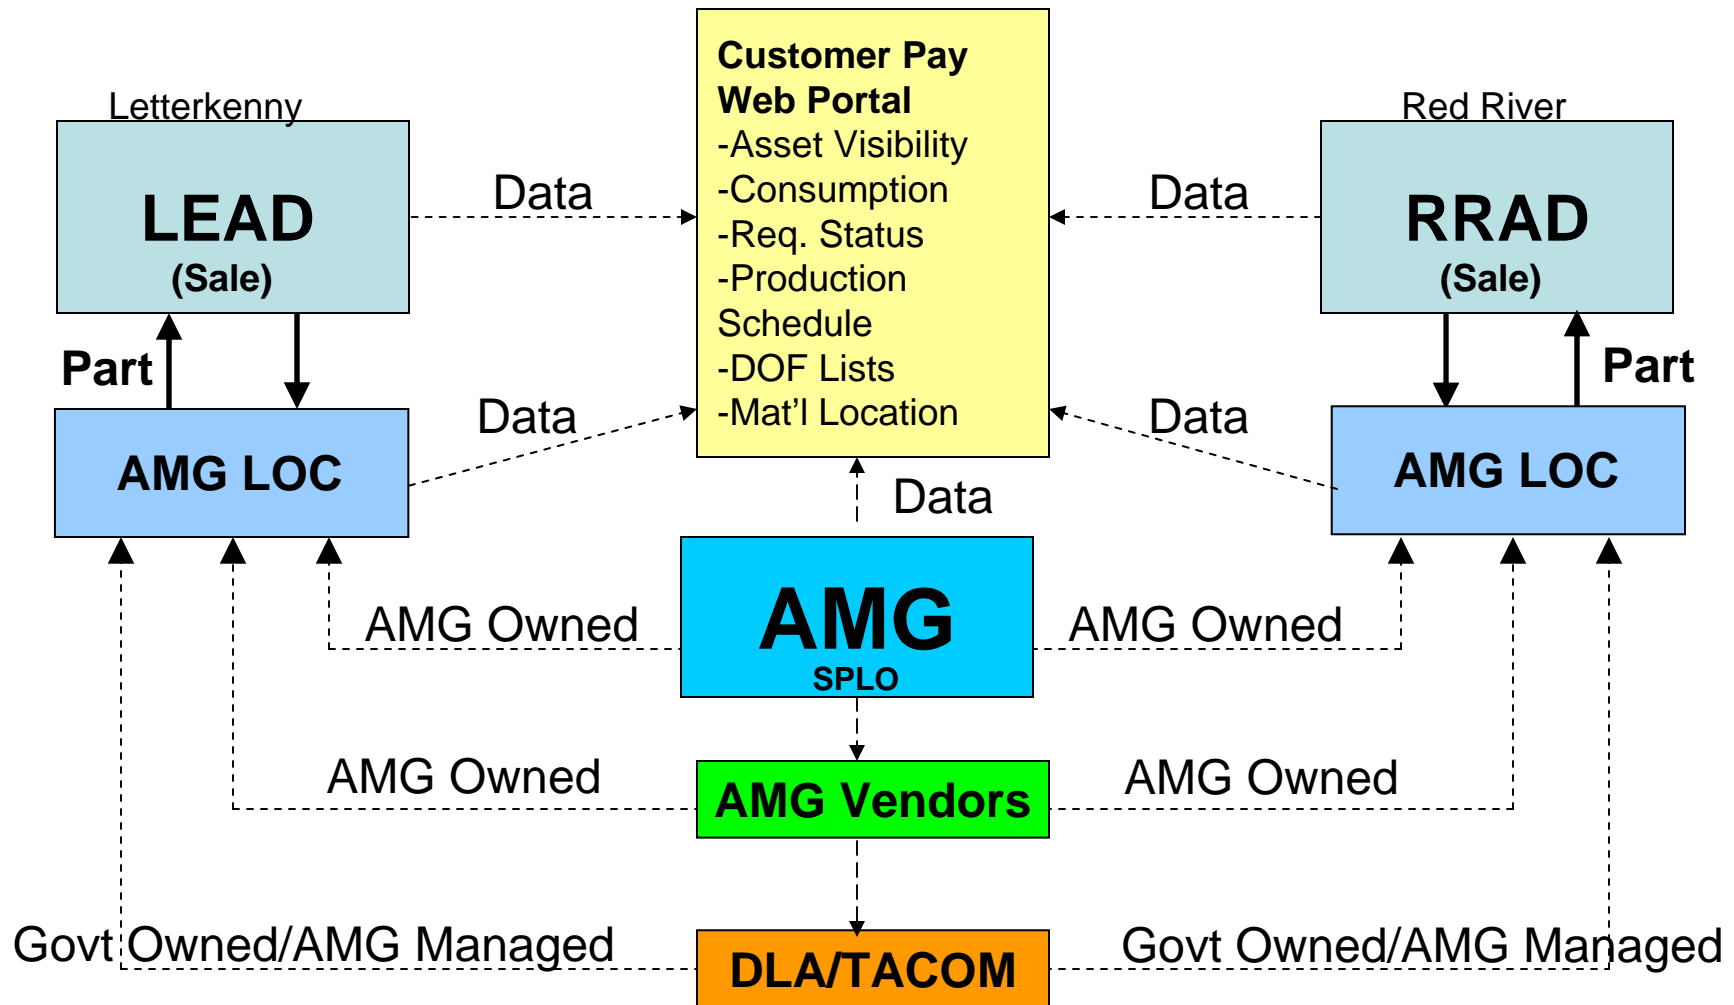 Customer Pay
Web Portal
-Asset Visibility
-Consumption
-Req. Status
-Production
Schedule
-DOF Lists
-Mat'l Location
Letterkenny
LEAD
(Sale)
Data
Data
Red River
RRAD
(Sale)
Part
Part
Data
Data
AMG LOC
AMG LOC
Data
AMG
SPLO
AMG Owned
AMG Owned
AMG Owned
AMG Vendors
AMG Owned
Govt Owned/AMG Managed
DLA/TACOM
Govt Owned/AMG Managed